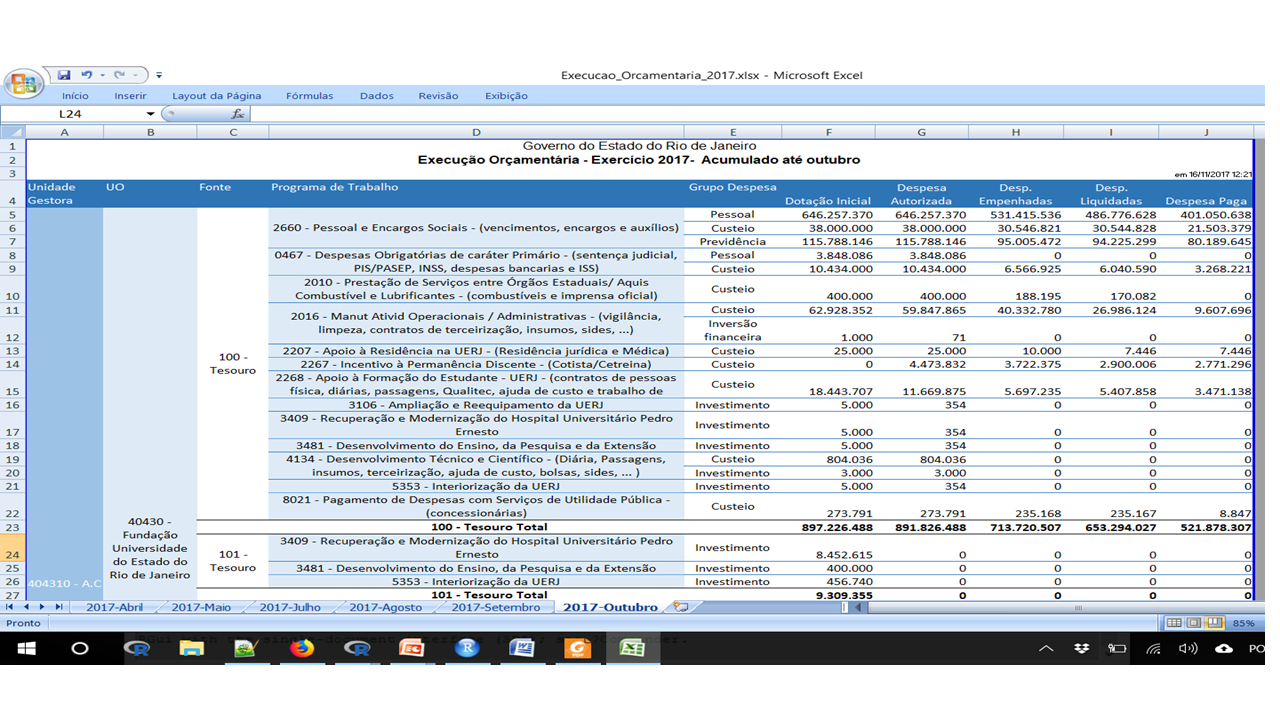 Execucao_Orcamentaria_2017.xlsx - Microsoft Excel
Início Inserir Layout da Página Fórmulas Dados Revisão Exibição
L24 fx
A B C D E F G H I J
1 Governo do Estado do Rio de Janeiro
2 Execução Orçamentária - Exercício 2017- Acumulado até outubro
3 em 16/11/2017 12:21
Unidade UO Fonte Programa de Trabalho Grupo Despesa Despesa Desp. Desp.
4 Gestora Dotação Inicial Autorizada Empenhadas Liquidadas Despesa Paga
5 Pessoal 646.257.370 646.257.370 531.415.536 486.776.628 401.050.638
6 2660 - Pessoal e Encargos Sociais - (vencimentos, encargos e auxílios) Custeio 38.000.000 38.000.000 30.546.821 30.544.828 21.503.379
7 Previdência 115.788.146 115.788.146 95.005.472 94.225.299 80.189.645
8 0467 - Despesas Obrigatórias de caráter Primário - (sentença judicial, Pessoal 3.848.086 3.848.086 0 0 0
9 PIS/PASEP, INSS, despesas bancarias e ISS) Custeio 10.434.000 10.434.000 6.566.925 6.040.590 3.268.221
2010 - Prestação de Serviços entre Órgãos Estaduais/ Aquis Custeio
10 Combustível e Lubrificantes - (combustíveis e imprensa oficial) 400.000 400.000 188.195 170.082 0
11 2016 - Manut Ativid Operacionais / Administrativas - (vigilância, Custeio 62.928.352 59.847.865 40.332.780 26.986.124 9.607.696
limpeza, contratos de terceirização, insumos, sides, ...) Inversão
12 financeira 1.000 71 0 0 0
13 2207 - Apoio à Residência na UERJ - (Residência jurídica e Médica) Custeio 25.000 25.000 10.000 7.446 7.446
100 -
14 2267 - Incentivo à Permanência Discente - (Cotista/Cetreina) Custeio 0 4.473.832 3.722.375 2.900.006 2.771.296
Tesouro
2268 - Apoio à Formação do Estudante - UERJ - (contratos de pessoas Custeio
15 física, diárias, passagens, Qualitec, ajuda de custo e trabalho de 18.443.707 11.669.875 5.697.235 5.407.858 3.471.138
16 3106 - Ampliação e Reequipamento da UERJ Investimento 5.000 354 0 0 0
3409 - Recuperação e Modernização do Hospital Universitário Pedro Investimento
17 Ernesto 5.000 354 0 0 0
18 3481 - Desenvolvimento do Ensino, da Pesquisa e da Extensão Investimento 5.000 354 0 0 0
19 4134 - Desenvolvimento Técnico e Científico - (Diária, Passagens, Custeio 804.036 804.036 0 0 0
20 insumos, terceirização, ajuda de custo, bolsas, sides, ... ) Investimento 3.000 3.000 0 0 0
21 5353 - Interiorização da UERJ Investimento 5.000 354 0 0 0
8021 - Pagamento de Despesas com Serviços de Utilidade Pública - Custeio
22 (concessionárias) 273.791 273.791 235.168 235.167 8.847
23 100 - Tesouro Total 897.226.488 891.826.488 713.720.507 653.294.027 521.878.307
40430 -
Fundação
Universidade
do Estado do
Rio de Janeiro
3409 - Recuperação e Modernização do Hospital Universitário Pedro Investimento
24 101 - Ernesto 8.452.615 0 0 0 0
25 Tesouro 3481 - Desenvolvimento do Ensino, da Pesquisa e da Extensão Investimento 400.000 0 0 0 0
26 404310 - A.C 5353 - Interiorização da UERJ Investimento 456.740 0 0 0 0
27 101 - Tesouro Total 9.309.355 0 0 0 0
2017-Abril 2017-Maio 2017-Julho 2017-Agosto 2017-Setembro 2017-Outubro
Pronto 85%
PO